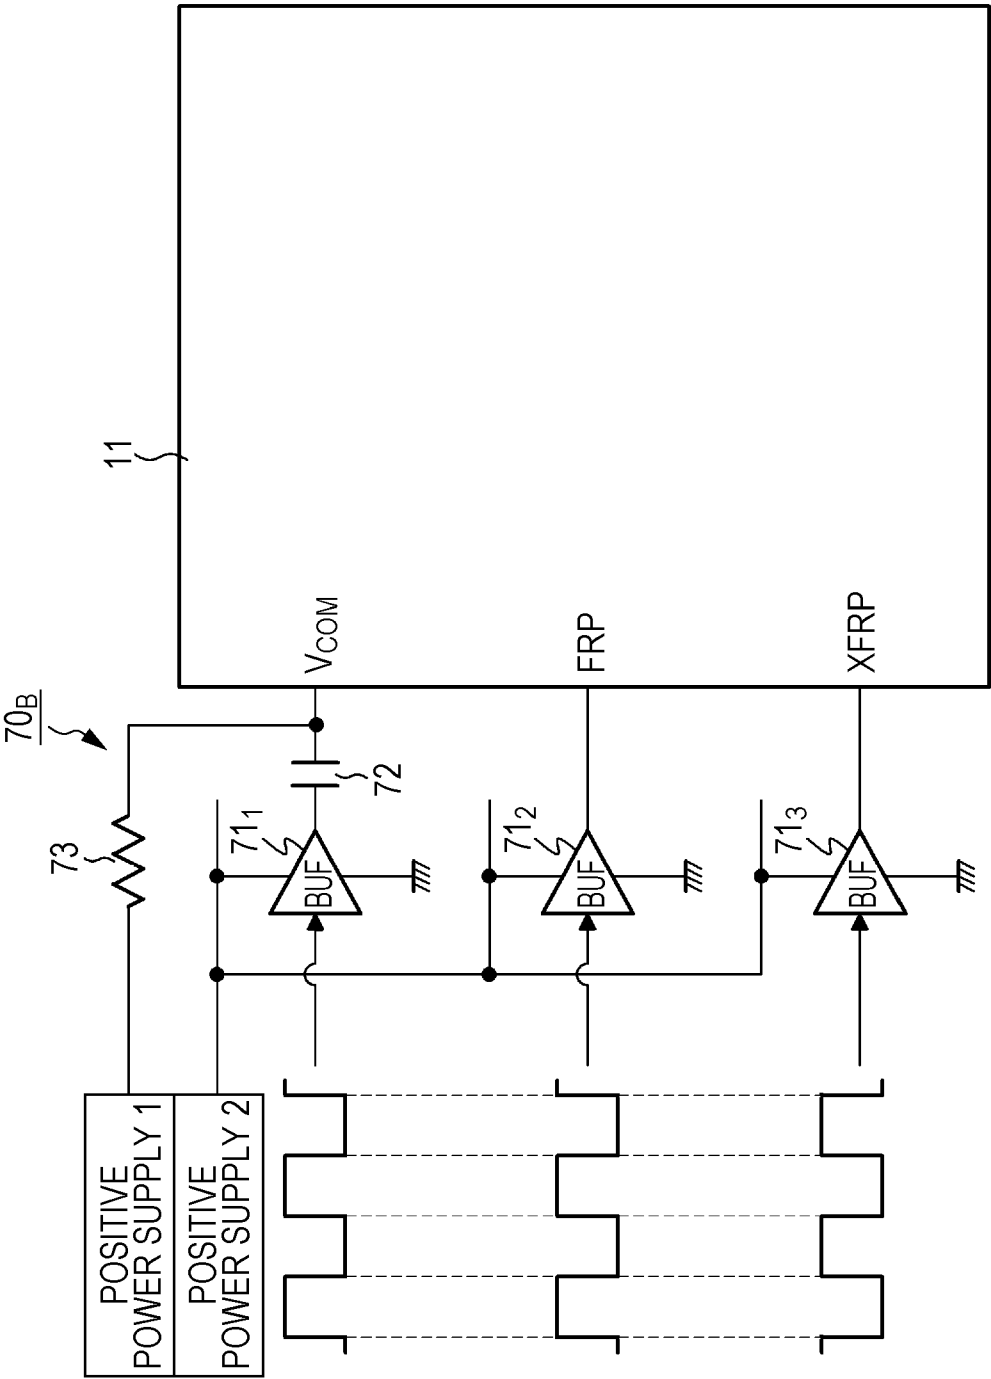 70B
11
73
POSITIVE
POWER SUPPLY 1
POSITIVE
POWER SUPPLY 2
711
BUF
72
VCOM
712
BUF
FRP
713
BUF
XFRP